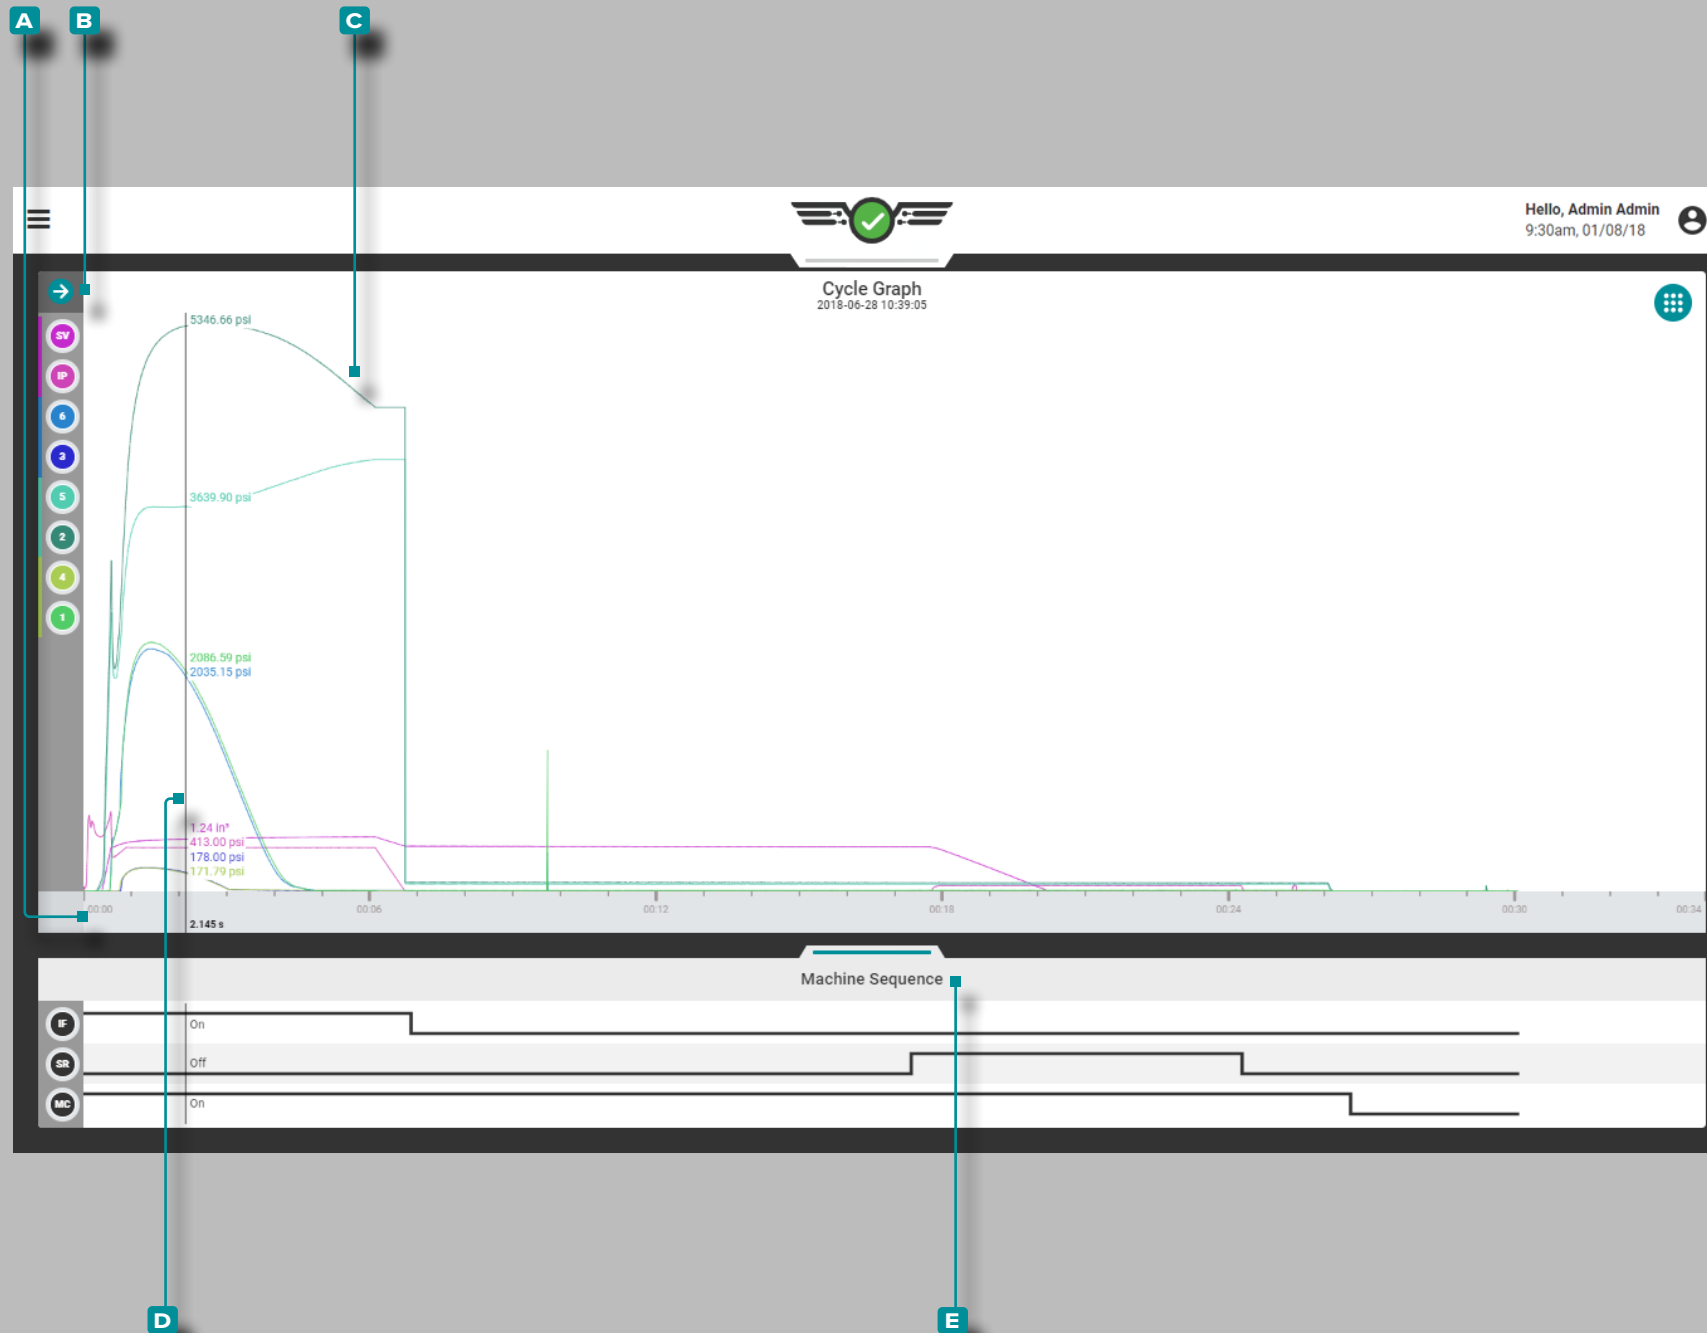 A B C
Hello, Admin Admin
9:30am, 01/08/18
Cycle Graph
2018-06-28 10:39:05
SV
IP
6
3
S
2
4
1
5346.66 psi
3639.90 psi
2086.59 psi
2035.15 psi
1.24 in³
413.00 psi
178.00 psi
171.79 psi
00:00 00:06 00:12 00:18 00:24 00:30 00:34
2.145 s
Machine Sequence
IF On
SR Off
MC On
D E